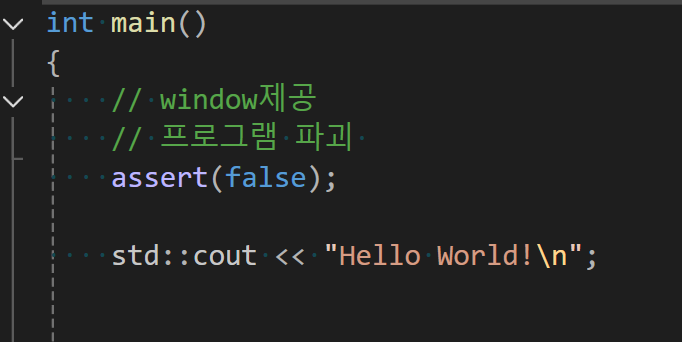 int main()
{
// window제공
// 프로그램 파괴
assert(false);
std::cout << "Hello World!\n";